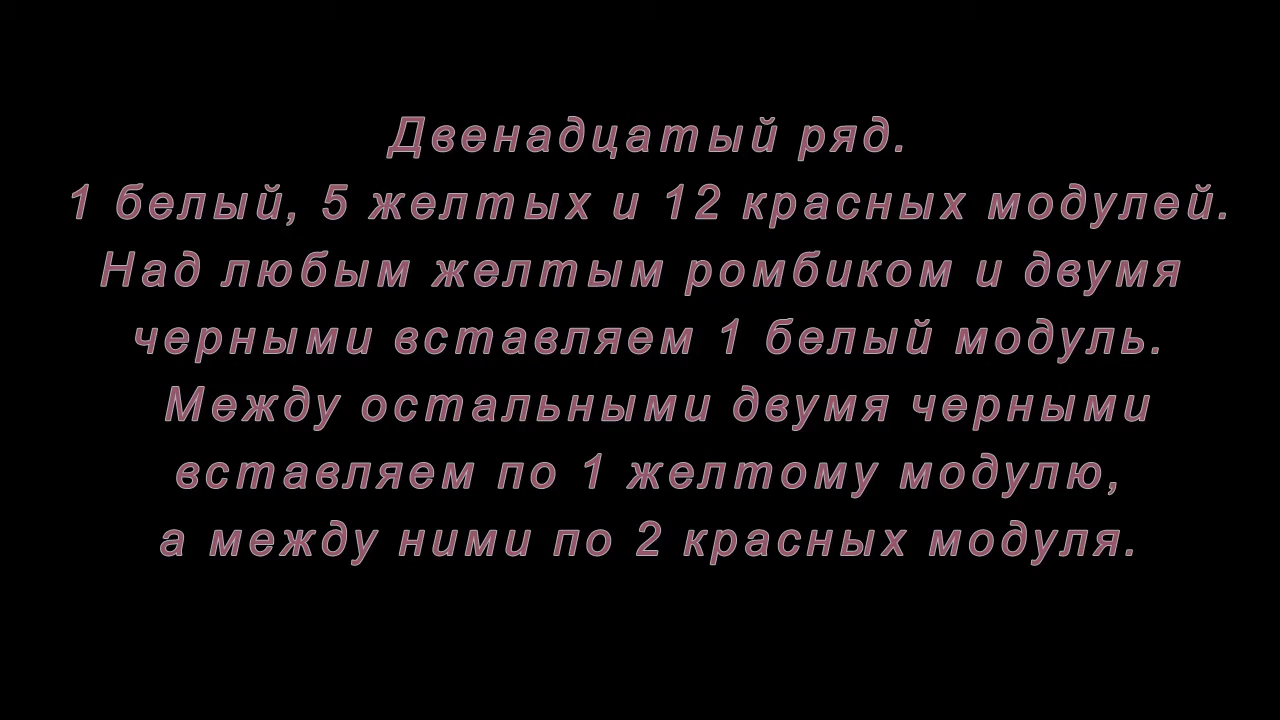 Двенадцатый ряд.
1 белый, 5 желтых и 12 красных модулей.
Над любым желтым ромбиком и двумя
черными вставляем 1 белый модуль.
Между остальными двумя черными
вставляем по 1 желтому модулю,
а между ними по 2 красных модуля.